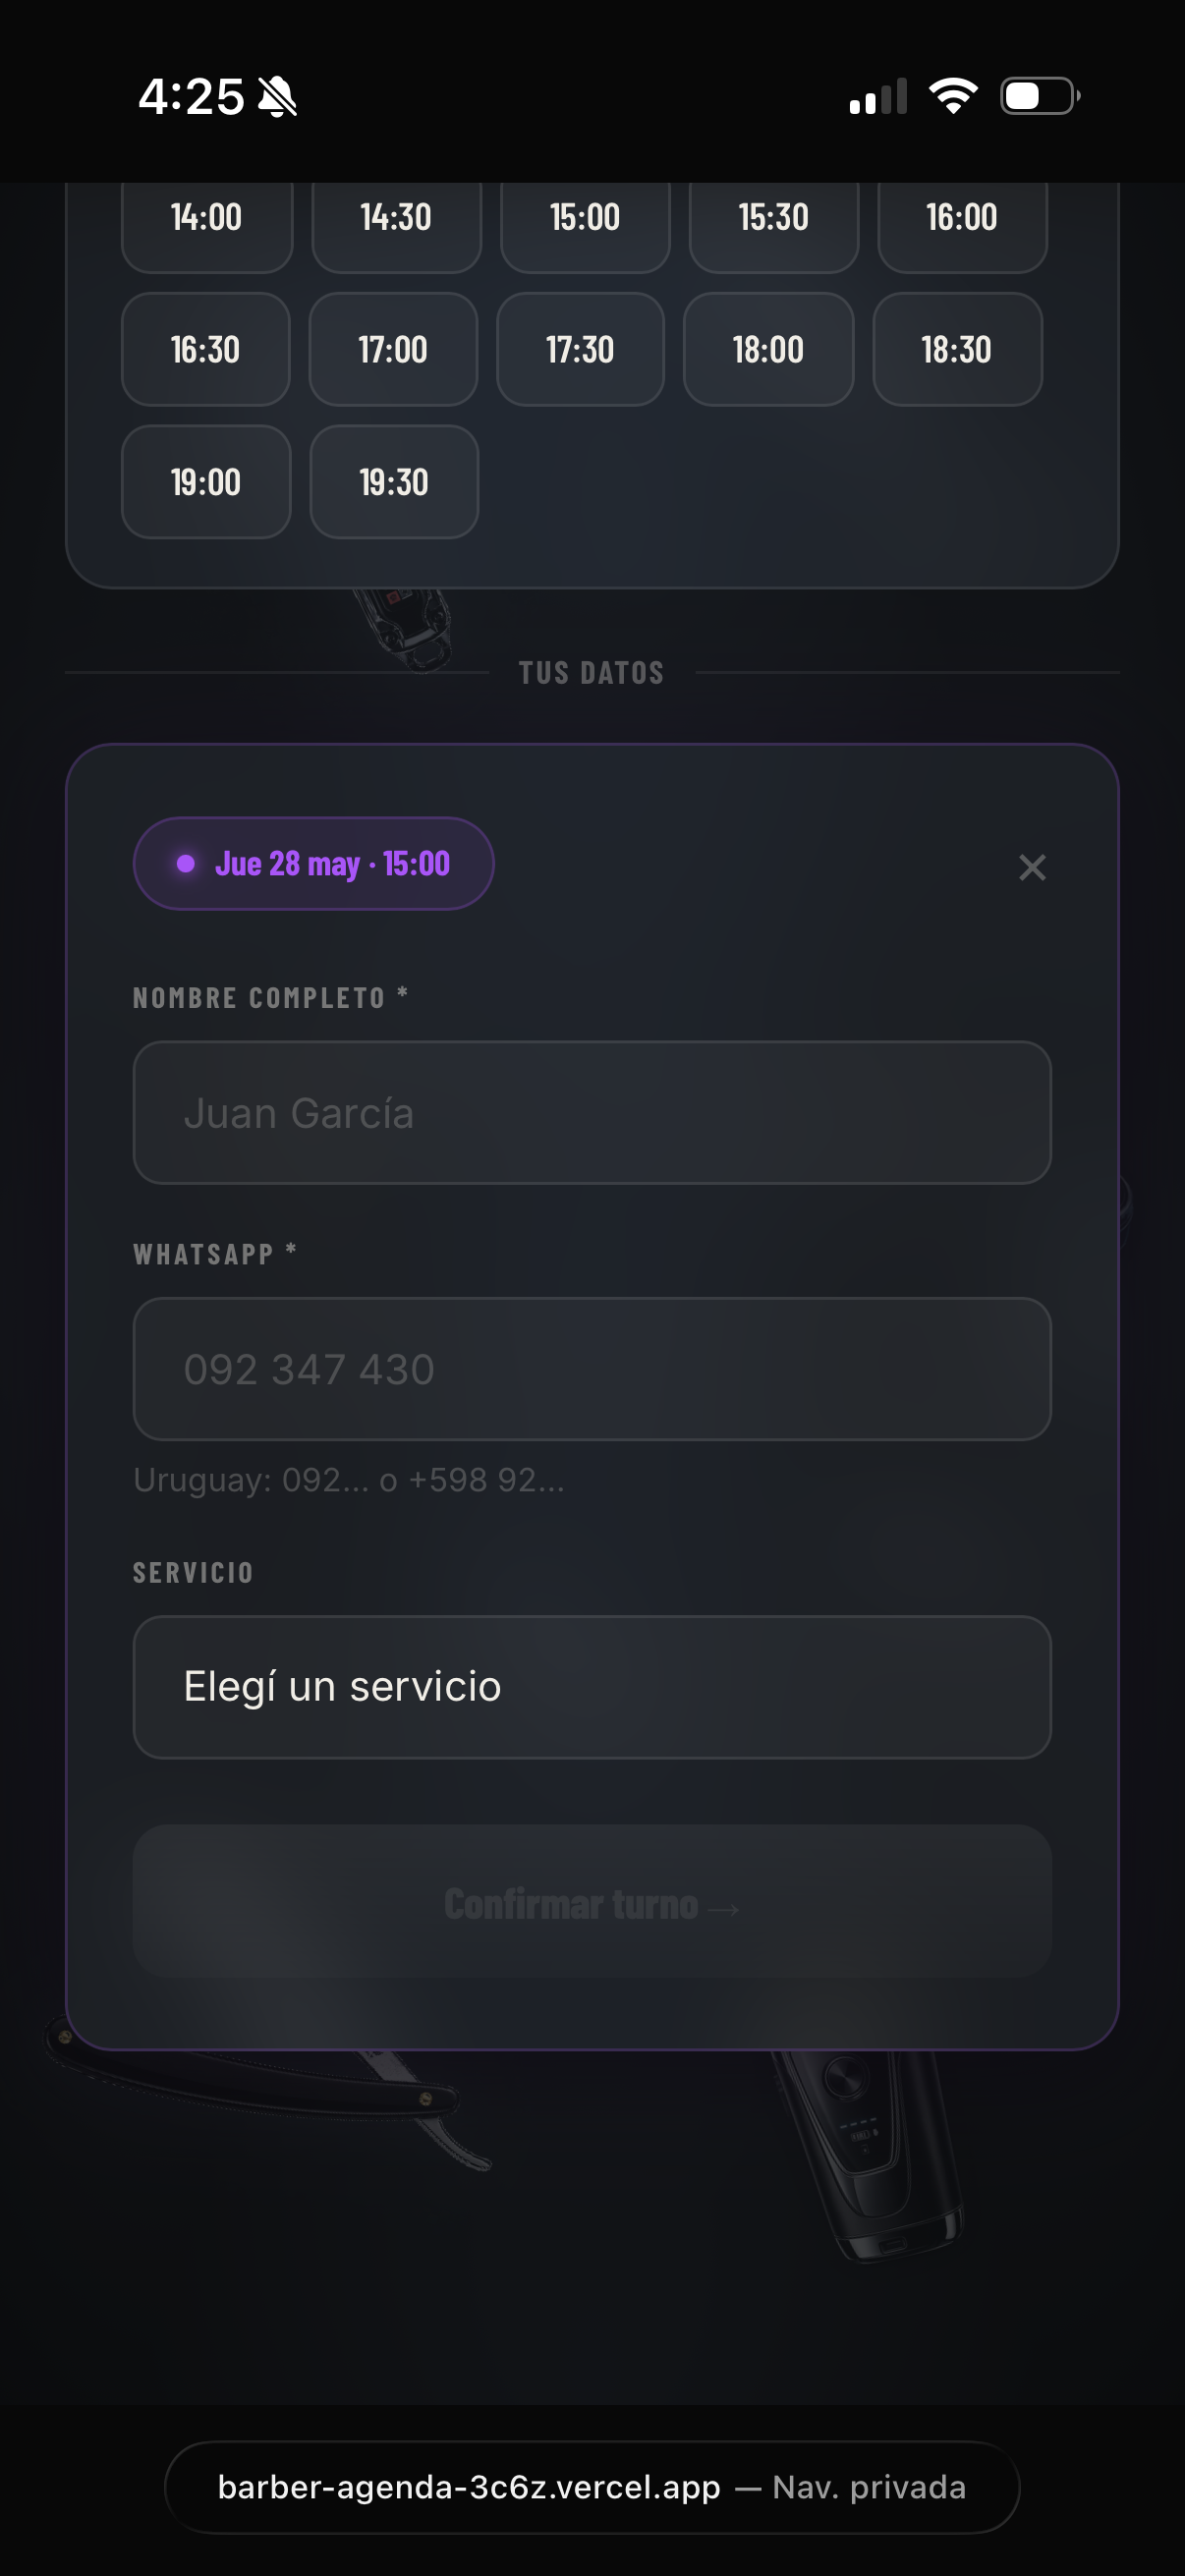 4:25
14:00 14:30 15:00 15:30 16:00
16:30 17:00 17:30 18:00 18:30
19:00 19:30
TUS DATOS
Jue 28 may · 15:00 ×
NOMBRE COMPLETO *
Juan García
WHATSAPP *
092 347 430
Uruguay: 092... o +598 92...
SERVICIO
Elegí un servicio
Confirmar turno →
barber-agenda-3c6z.vercel.app — Nav. privada